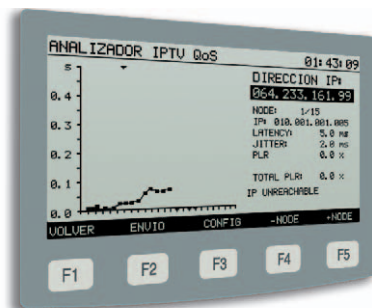 ANALIZADOR IPTV QoS 01:43:09
S
0.4
0.3
0.2
0.1
0.0
DIRECCION IP:
064.233.161.99
NODE: 1/15
IP: 010.001.001.005
LATENCY: 5.0 ms
JITTER: 2.0 ms
PLR 0.0 %
TOTAL PLR: 0.0 %
IP UNREACHABLE
VOLVER ENVIO CONFIG -NODE +NODE
F1 F2 F3 F4 F5